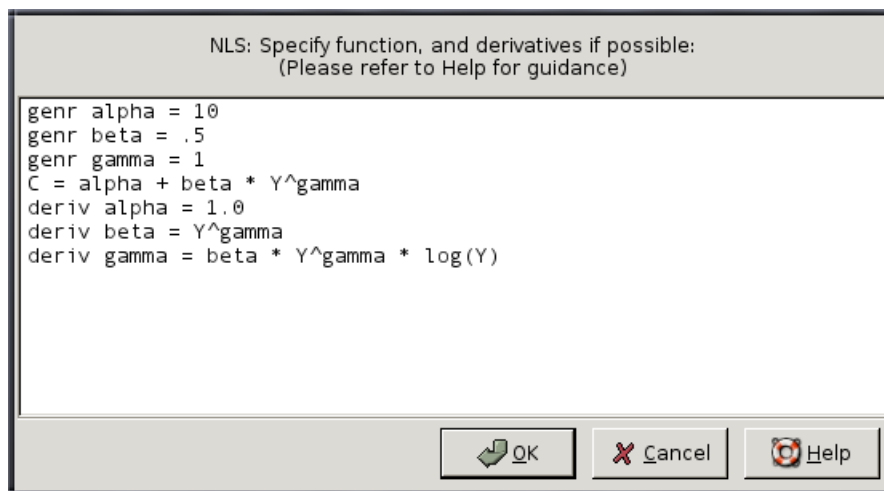 NLS: Specify function, and derivatives if possible:
(Please refer to Help for guidance)
genr alpha = 10
genr beta = .5
genr gamma = 1
C = alpha + beta * Y^gamma
deriv alpha = 1.0
deriv beta = Y^gamma
deriv gamma = beta * Y^gamma * log(Y)
OK Cancel Help